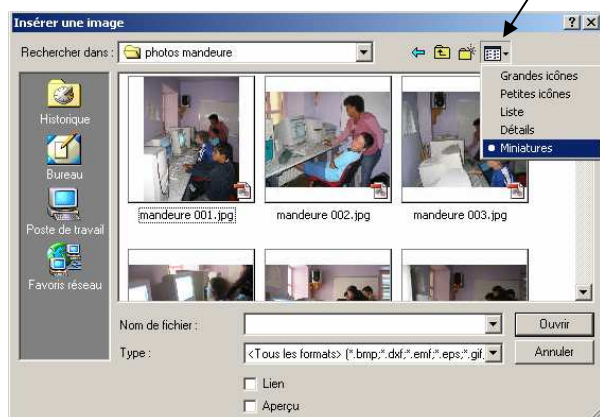 Insérer une image
Rechercher dans :
photos mandeure
Grandes icônes
Petites icônes
Liste
Détails
Miniatures
Historique
Bureau
Poste de travail
Favoris réseau
mandeure 001.jpg
mandeure 002.jpg
mandeure 003.jpg
Nom de fichier :
Ouvrir
Type :
<Tous les formats> (*.bmp;*.dxf;*.emf;*.eps;*.gif,
Annuler
Lien
Aperçu